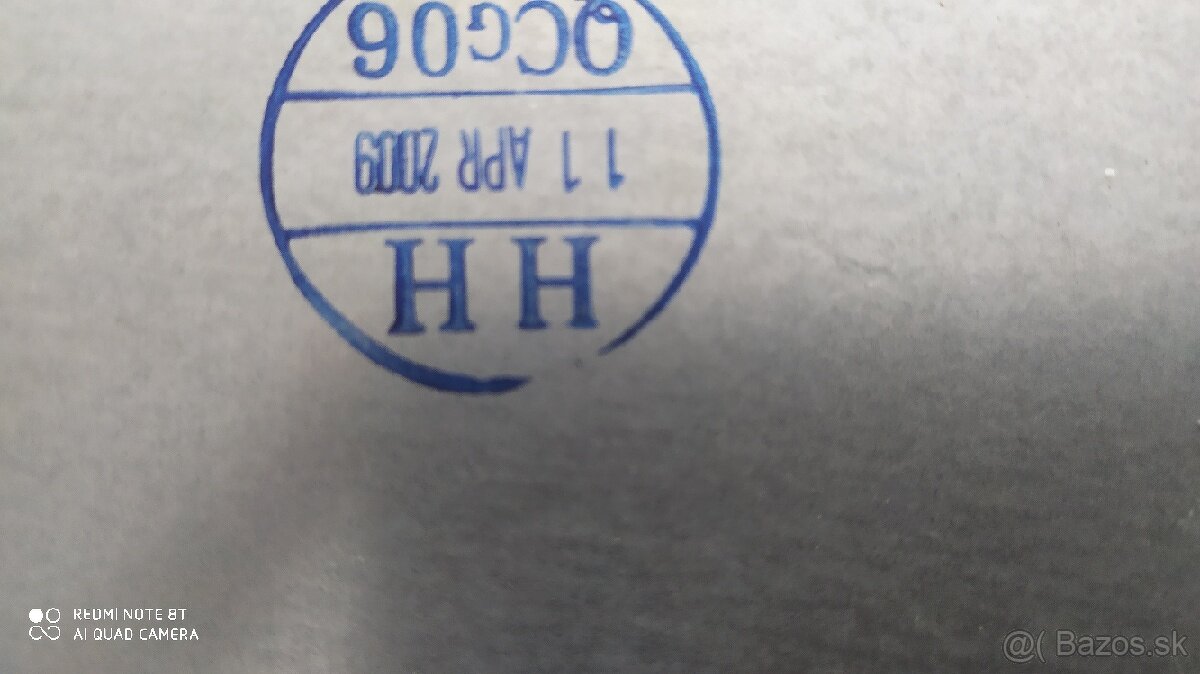 HH
11 APR 2009
QCG06
REDMI NOTE 8T
AI QUAD CAMERA
@( Bazos.sk